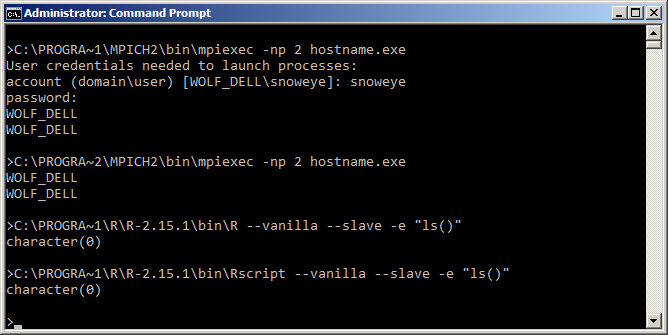 Administrator: Command Prompt
>C:\PROGRA~1\MPICH2\bin\mpiexec -np 2 hostname.exe
User credentials needed to launch processes:
account (domain\user) [WOLF_DELL\snoweye]: snoweye
password:
WOLF_DELL
WOLF_DELL
>C:\PROGRA~2\MPICH2\bin\mpiexec -np 2 hostname.exe
WOLF_DELL
WOLF_DELL
>C:\PROGRA~1\R\R-2.15.1\bin\R --vanilla --slave -e "ls()"
character(0)
>C:\PROGRA~1\R\R-2.15.1\bin\Rscript --vanilla --slave -e "ls()"
character(0)
>_